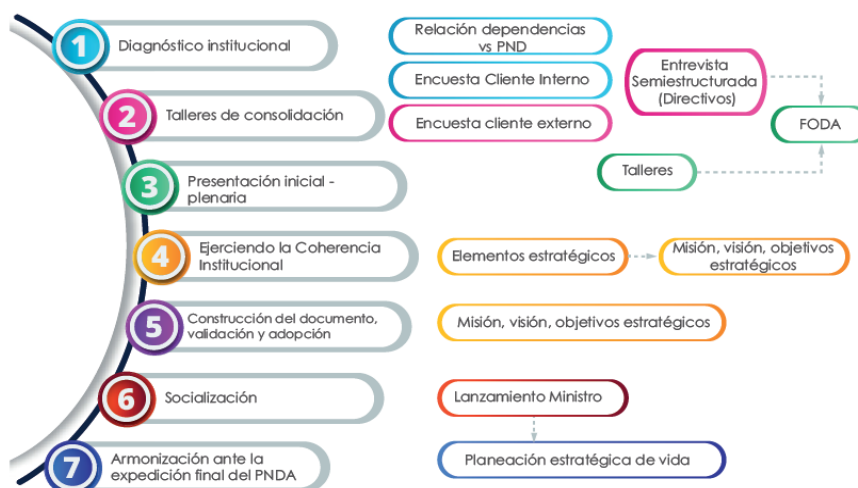 1
Diagnóstico institucional
Relación dependencias
vs PND
Encuesta Cliente Interno
Entrevista
Semiestructurada
(Directivos)
2
Talleres de consolidación
Encuesta cliente externo
FODA
3
Presentación inicial -
plenaria
Talleres
4
Ejerciendo la Coherencia
Institucional
Elementos estratégicos
Misión, visión, objetivos
estratégicos
5
Construcción del documento,
validación y adopción
Misión, visión, objetivos estratégicos
6
Socialización
Lanzamiento Ministro
7
Armonización ante la
expedición final del PNDA
Planeación estratégica de vida